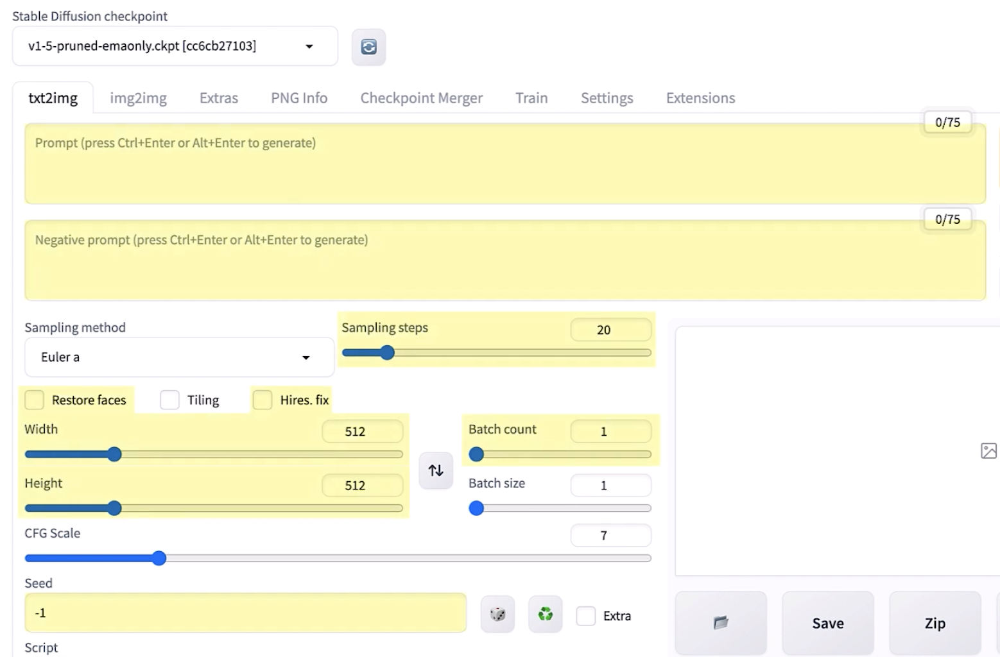 Stable Diffusion checkpoint
v1-5-pruned-emaonly.ckpt [cc6cb27103]
txt2img img2img Extras PNG Info Checkpoint Merger Train Settings Extensions
0/75
Prompt (press Ctrl+Enter or Alt+Enter to generate)
0/75
Negative prompt (press Ctrl+Enter or Alt+Enter to generate)
Sampling method
Euler a
Sampling steps 20
Restore faces Tiling Hires. fix
Width 512
Height 512
Batch count 1
Batch size 1
CFG Scale 7
Seed
-1
Extra
Script
Save Zip